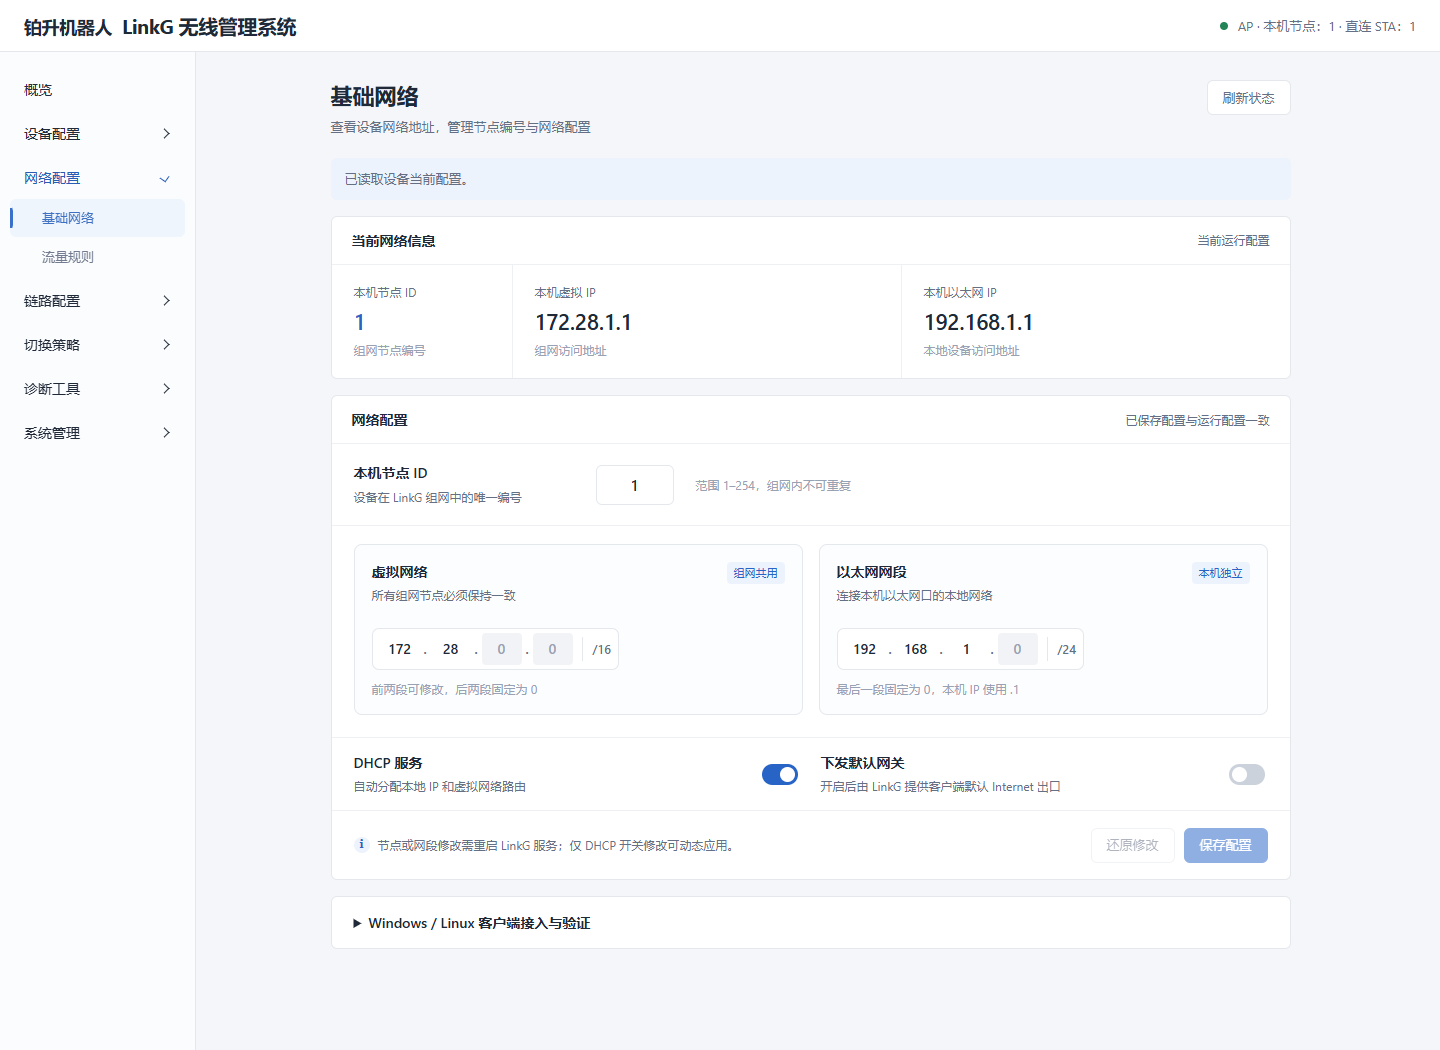 铂升机器人 LinkG 无线管理系统
AP · 本机节点：1 · 直连 STA：1
概览
设备配置
网络配置
基础网络
流量规则
链路配置
切换策略
诊断工具
系统管理
基础网络
刷新状态
查看设备网络地址，管理节点编号与网络配置
已读取设备当前配置。
当前网络信息
当前运行配置
本机节点 ID
1
组网节点编号
本机虚拟 IP
172.28.1.1
组网访问地址
本机以太网 IP
192.168.1.1
本地设备访问地址
网络配置
已保存配置与运行配置一致
本机节点 ID
设备在 LinkG 组网中的唯一编号
1
范围 1–254，组网内不可重复
虚拟网络
组网共用
所有组网节点必须保持一致
172 . 28 . 0 . 0 /16
前两段可修改，后两段固定为 0
以太网网段
本机独立
连接本机以太网口的本地网络
192 . 168 . 1 . 0 /24
最后一段固定为 0，本机 IP 使用 .1
DHCP 服务
自动分配本地 IP 和虚拟网络路由
下发默认网关
开启后由 LinkG 提供客户端默认 Internet 出口
i 节点或网段修改需重启 LinkG 服务；仅 DHCP 开关修改可动态应用。
还原修改
保存配置
Windows / Linux 客户端接入与验证